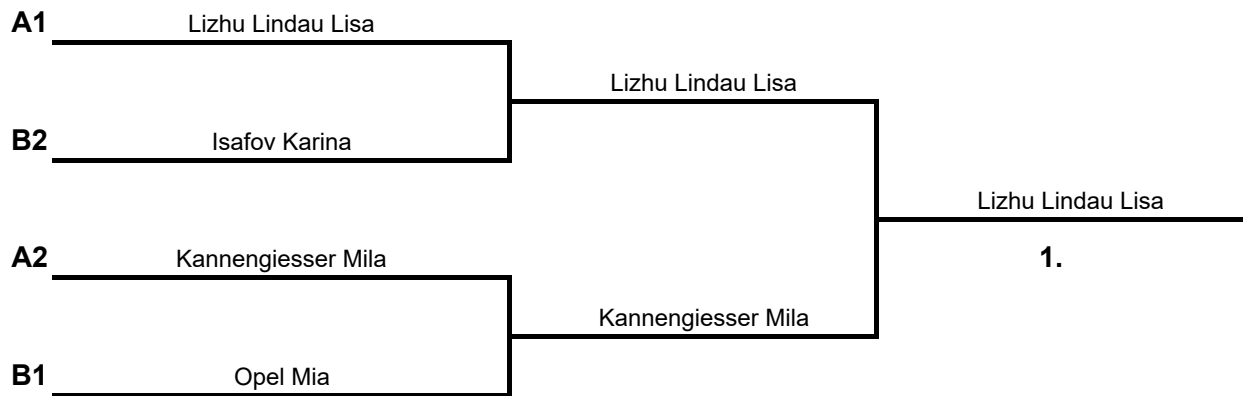 A1 Lizhu Lindau Lisa
Lizhu Lindau Lisa
B2 Isafov Karina
Lizhu Lindau Lisa
A2 Kannengiesser Mila
1.
Kannengiesser Mila
B1 Opel Mia